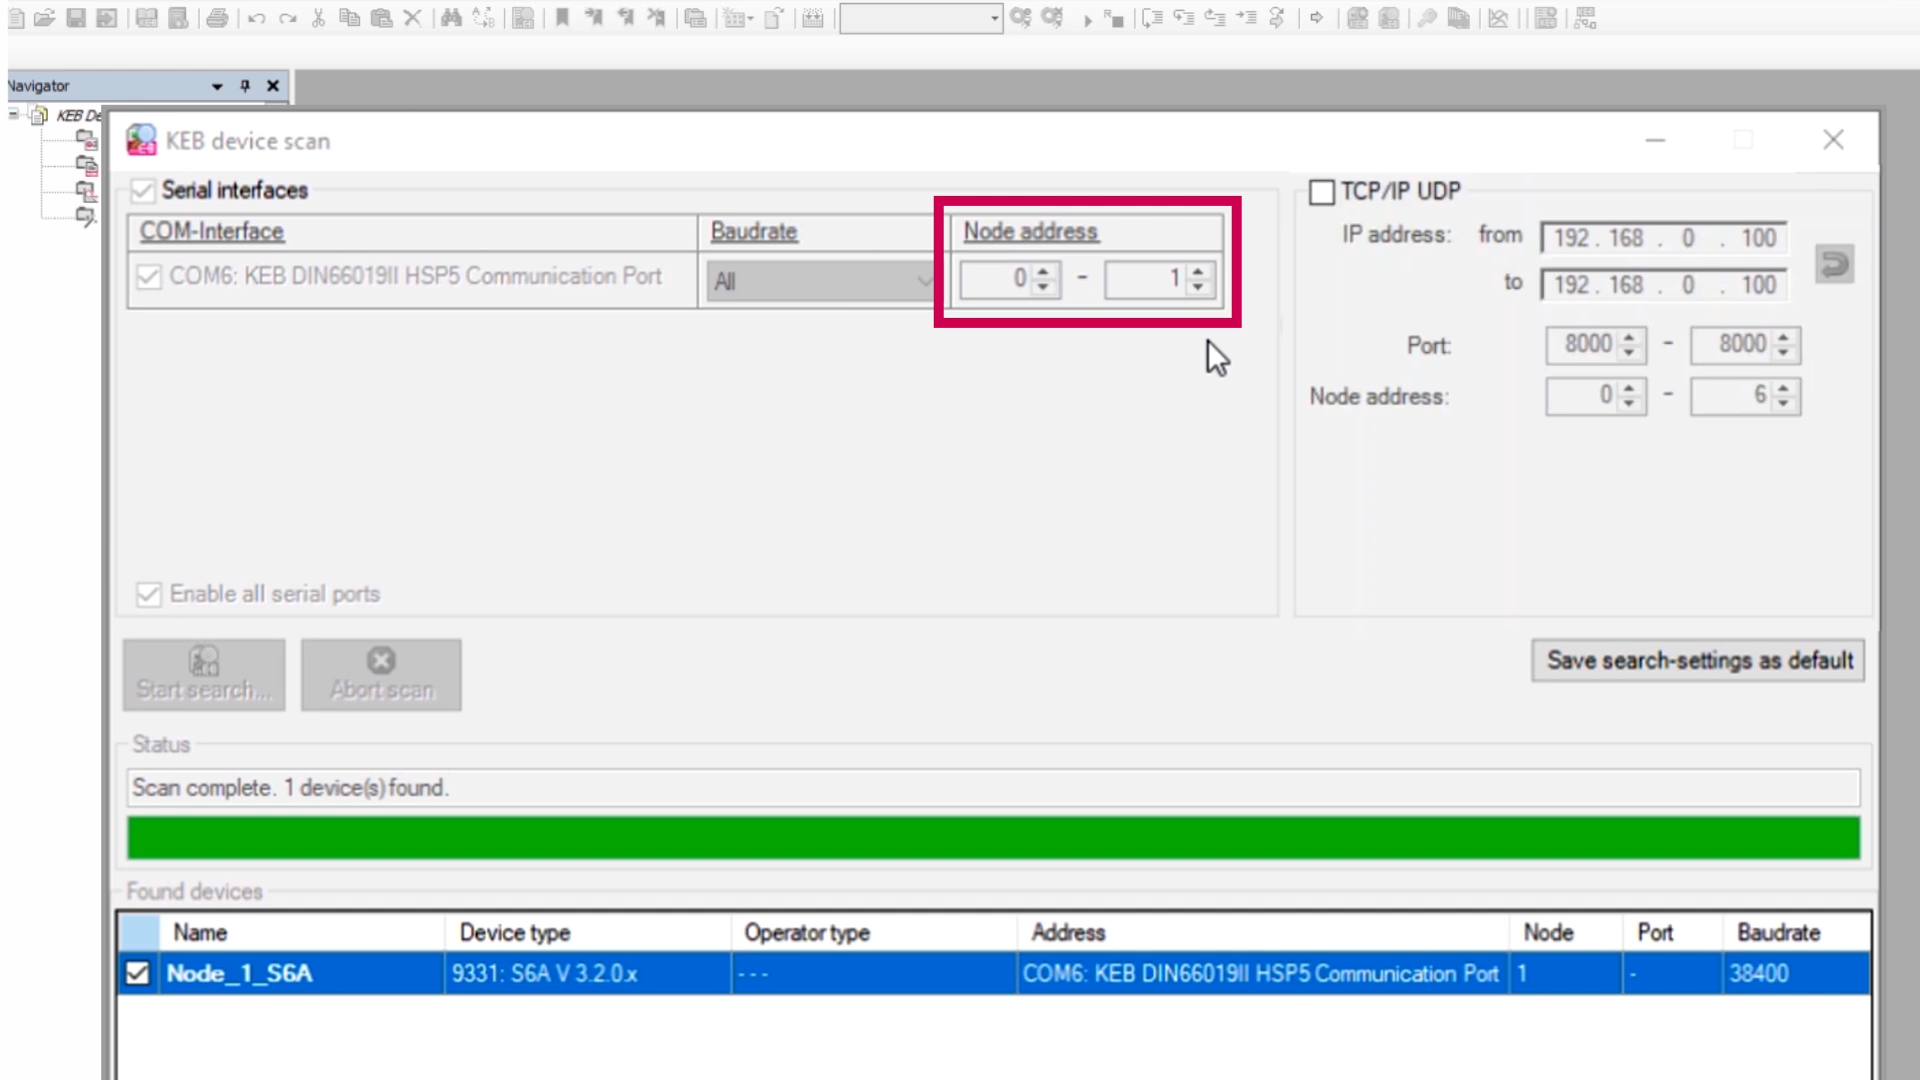 Navigator
KEB De
KEB device scan
Serial interfaces
COM-Interface Baudrate Node address
COM6: KEB DIN66019II HSP5 Communication Port All 0 - 1
TCP/IP UDP
IP address: from 192 . 168 . 0 . 100
to 192 . 168 . 0 . 100
Port: 8000 - 8000
Node address: 0 - 6
Enable all serial ports
Start search... Abort scan Save search-settings as default
Status
Scan complete. 1 device(s) found.
Found devices
Name Device type Operator type Address Node Port Baudrate
Node_1_S6A 9331: S6A V 3.2.0.x --- COM6: KEB DIN66019II HSP5 Communication Port 1 - 38400